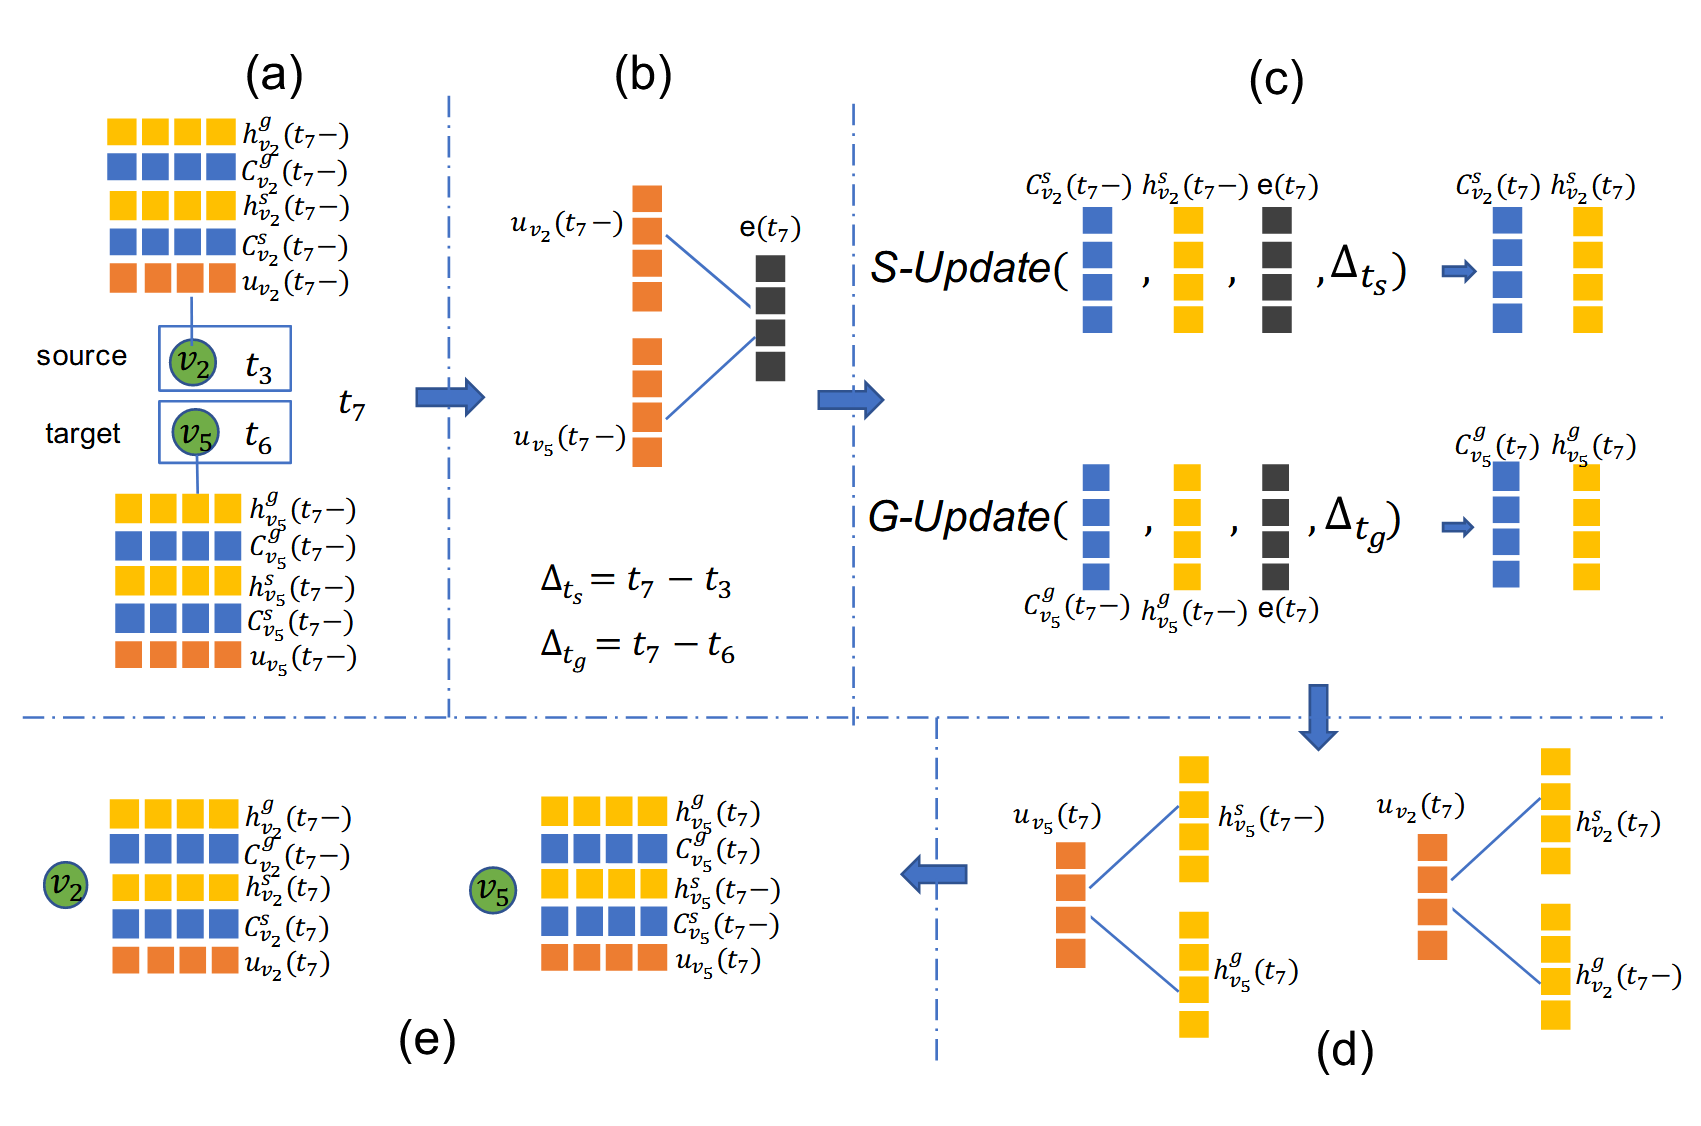 (a)
h^g_{v_2}(t_7−)
C^g_{v_2}(t_7−)
h^s_{v_2}(t_7−)
C^s_{v_2}(t_7−)
u_{v_2}(t_7−)
source
v_2
t_3
target
v_5
t_6
t_7
h^g_{v_5}(t_7−)
C^g_{v_5}(t_7−)
h^s_{v_5}(t_7−)
C^s_{v_5}(t_7−)
u_{v_5}(t_7−)
(b)
u_{v_2}(t_7−)
e(t_7)
u_{v_5}(t_7−)
Δ_{t_s} = t_7 − t_3
Δ_{t_g} = t_7 − t_6
(c)
C^s_{v_2}(t_7−) h^s_{v_2}(t_7−) e(t_7)
C^s_{v_2}(t_7) h^s_{v_2}(t_7)
S-Update( , , , Δ_{t_s})
C^g_{v_5}(t_7) h^g_{v_5}(t_7)
G-Update( , , , Δ_{t_g})
C^g_{v_5}(t_7−) h^g_{v_5}(t_7−) e(t_7)
u_{v_5}(t_7)
h^s_{v_5}(t_7−)
h^g_{v_5}(t_7)
u_{v_2}(t_7)
h^s_{v_2}(t_7)
h^g_{v_2}(t_7−)
(d)
v_2
h^g_{v_2}(t_7−)
C^g_{v_2}(t_7−)
h^s_{v_2}(t_7)
C^s_{v_2}(t_7)
u_{v_2}(t_7)
v_5
h^g_{v_5}(t_7)
C^g_{v_5}(t_7)
h^s_{v_5}(t_7−)
C^s_{v_5}(t_7−)
u_{v_5}(t_7)
(e)